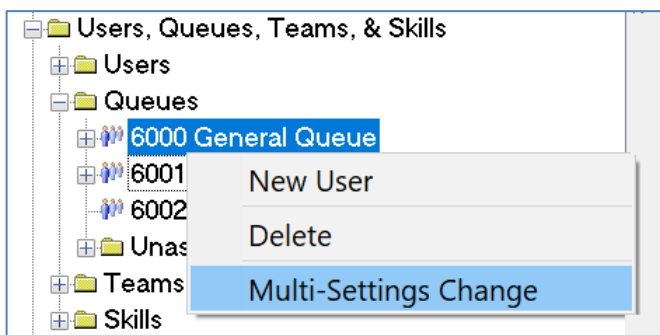 Users, Queues, Teams, & Skills
Users
Queues
6000 General Queue
6001
New User
6002
Delete
Unas
Teams
Multi-Settings Change
Skills